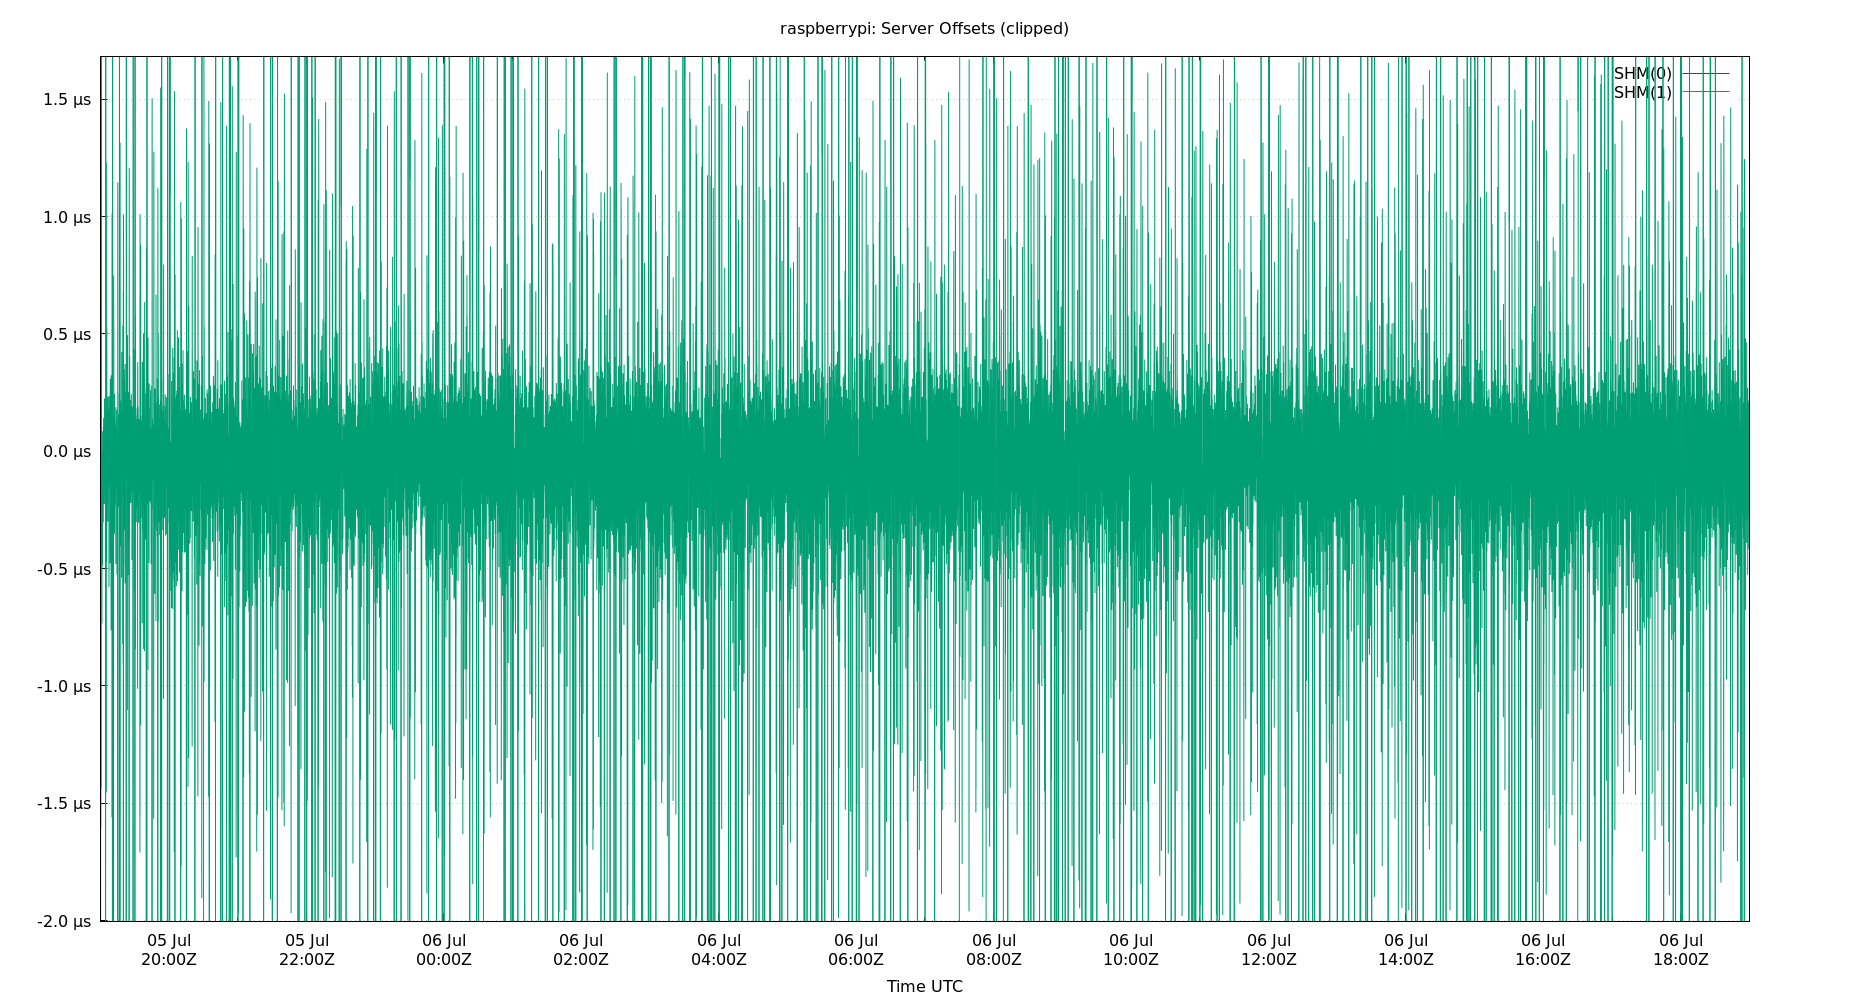 raspberrypi: Server Offsets (clipped)
SHM(0)
SHM(1)
1.5 µs
1.0 µs
0.5 µs
0.0 µs
-0.5 µs
-1.0 µs
-1.5 µs
-2.0 µs
05 Jul 05 Jul 06 Jul 06 Jul 06 Jul 06 Jul 06 Jul 06 Jul 06 Jul 06 Jul 06 Jul 06 Jul
20:00Z 22:00Z 00:00Z 02:00Z 04:00Z 06:00Z 08:00Z 10:00Z 12:00Z 14:00Z 16:00Z 18:00Z
Time UTC